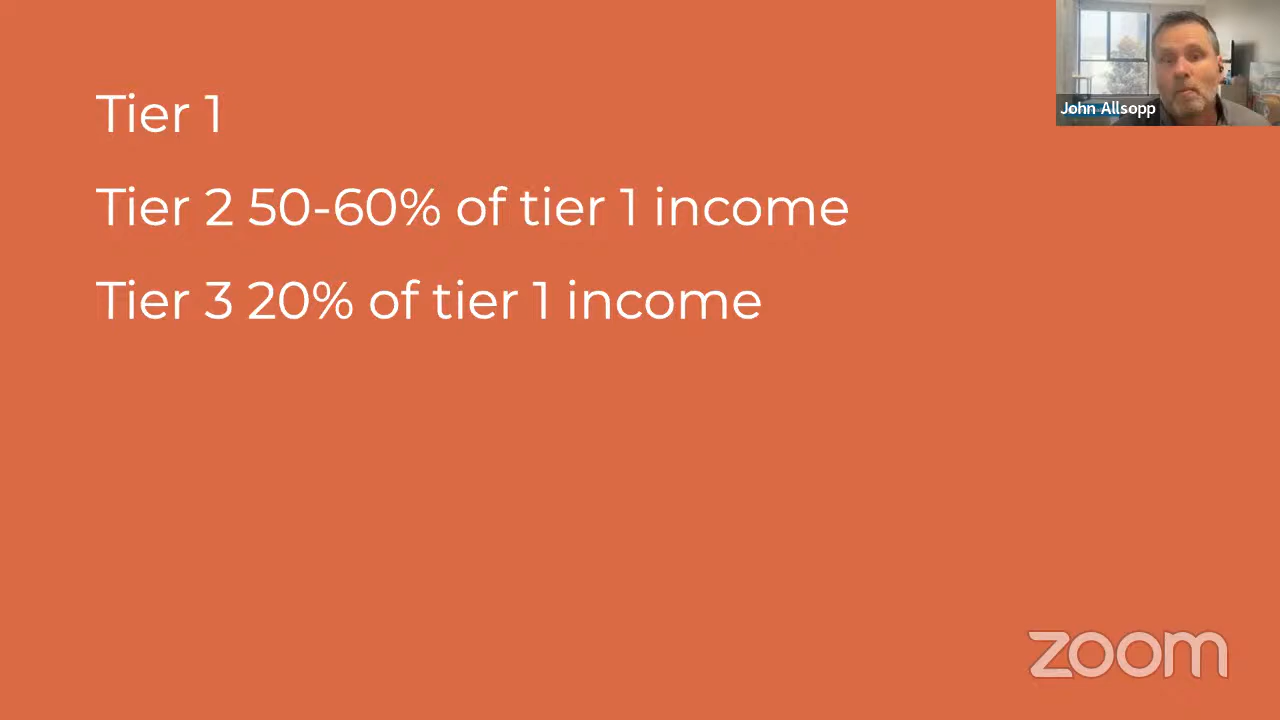 Tier 1
Tier 2 50-60% of tier 1 income
Tier 3 20% of tier 1 income
John Allsopp
zoom